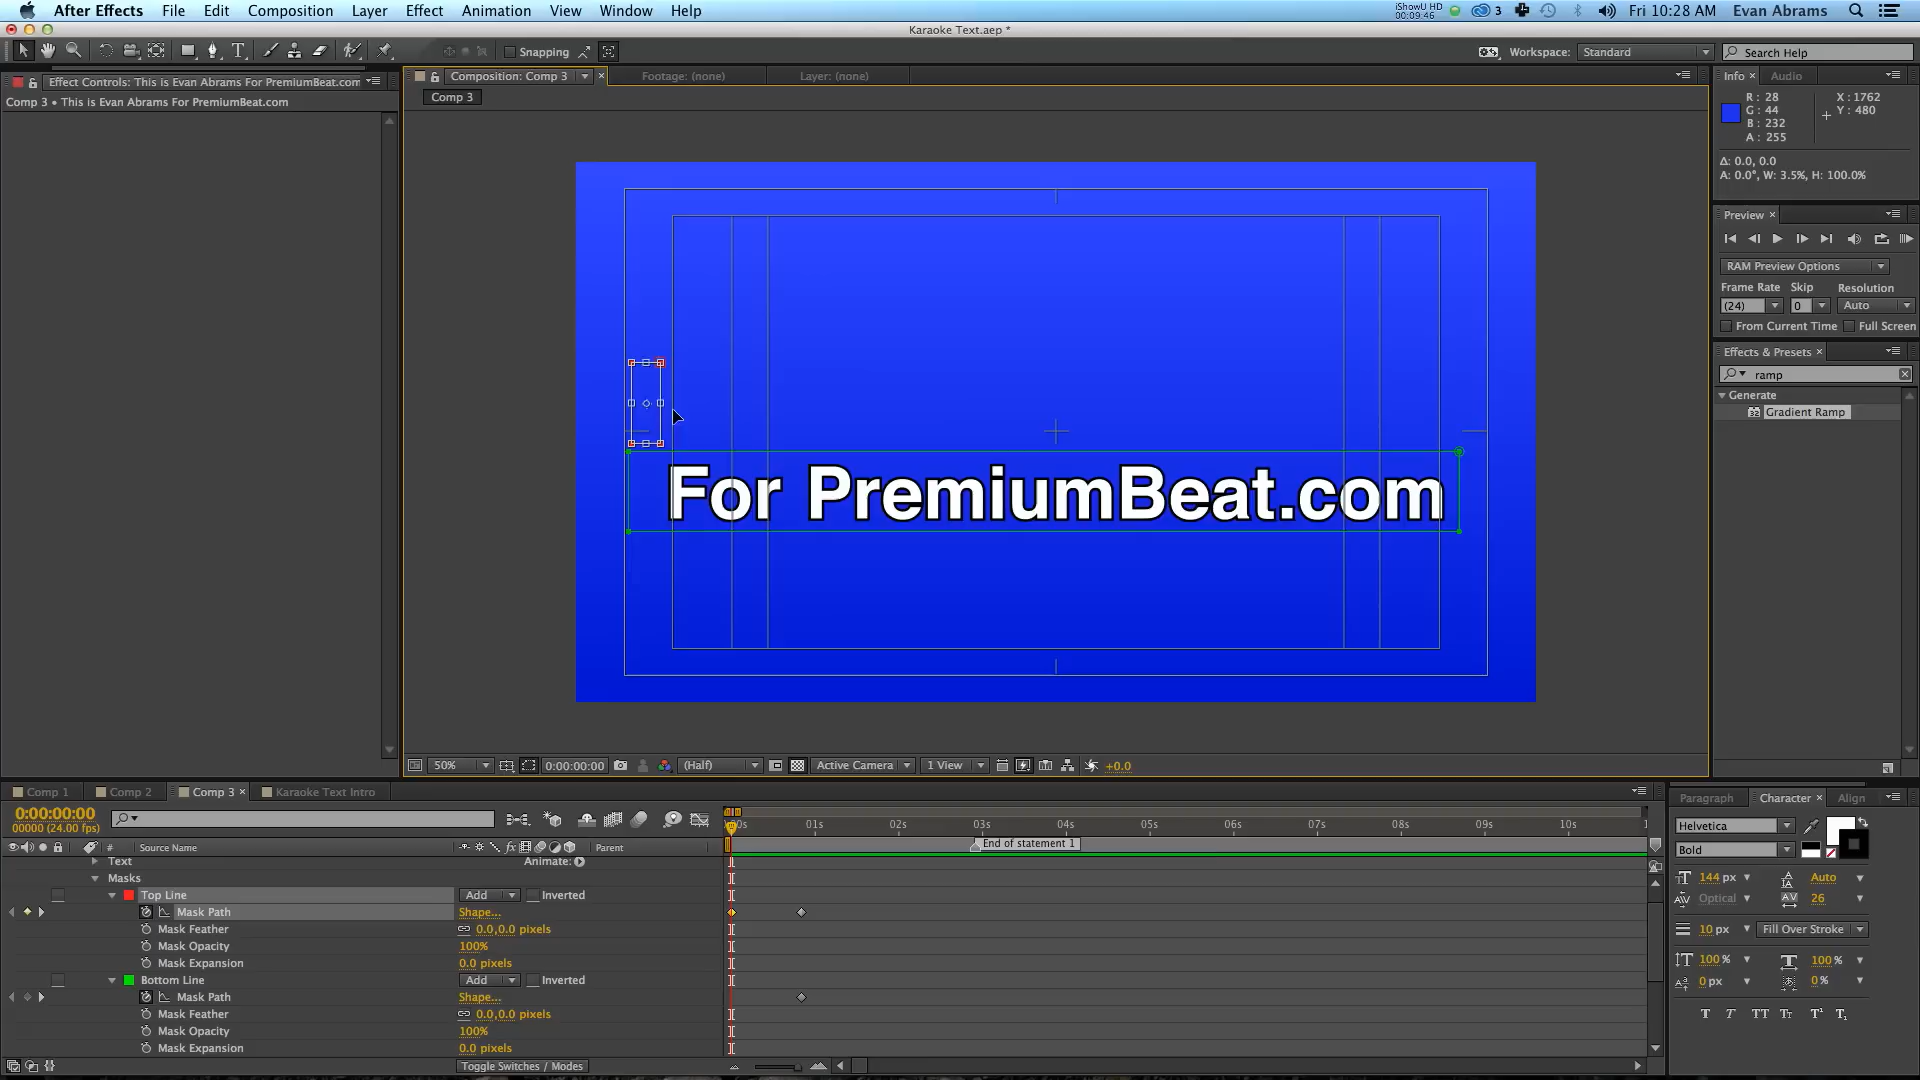 After Effects File Edit Composition Layer Effect Animation View Window Help
iShowU HD
00:09:46
3
Fri 10:28 AM Evan Abrams
Karaoke Text.aep *
Snapping
Workspace: Standard
Search Help
Effect Controls: This is Evan Abrams For PremiumBeat.com
Comp 3 • This is Evan Abrams For PremiumBeat.com
Composition: Comp 3
Footage: (none)
Layer: (none)
Comp 3
Info
Audio
R : 28
G : 44
B : 232
A : 255
X : 1762
Y : 480
Δ: 0.0, 0.0
A: 0.0°, W: 3.5%, H: 100.0%
Preview
RAM Preview Options
Frame Rate Skip Resolution
(24) 0 Auto
From Current Time Full Screen
Effects & Presets
ramp
Generate
Gradient Ramp
For PremiumBeat.com
50%
0:00:00:00
(Half)
Active Camera
1 View
+0.0
Comp 1
Comp 2
Comp 3
Karaoke Text Intro
0:00:00:00
00000 (24.00 fps)
01s 02s 03s 04s 05s 06s 07s 08s 09s 10s
End of statement 1
# Source Name
Parent
Text
Animate:
Masks
Top Line
Add
Inverted
Mask Path
Shape...
Mask Feather
0.0,0.0 pixels
Mask Opacity
100%
Mask Expansion
0.0 pixels
Bottom Line
Add
Inverted
Mask Path
Shape...
Mask Feather
0.0,0.0 pixels
Mask Opacity
100%
Mask Expansion
0.0 pixels
Toggle Switches / Modes
Paragraph
Character
Align
Helvetica
Bold
144 px
Auto
Optical
26
10 px
Fill Over Stroke
100 %
100 %
0 px
0 %
T T TT Tт T¹ T₁